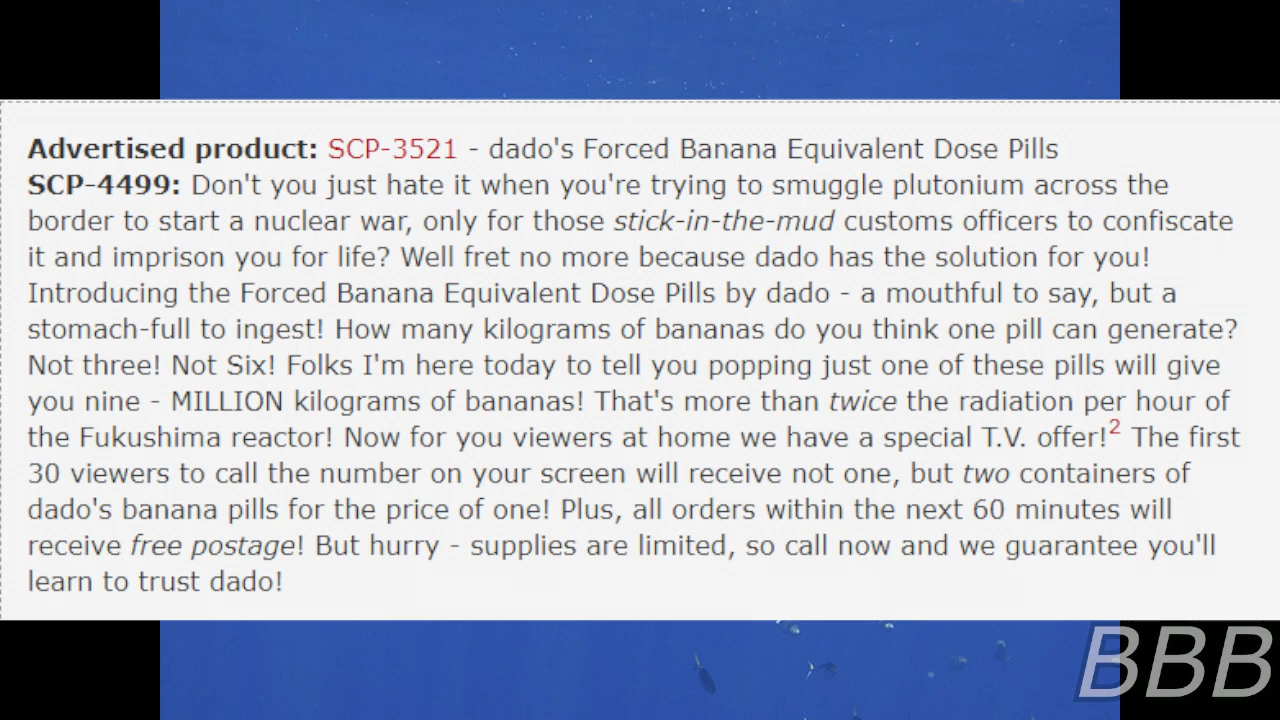 Advertised product: SCP-3521 - dado's Forced Banana Equivalent Dose Pills
SCP-4499: Don't you just hate it when you're trying to smuggle plutonium across the
border to start a nuclear war, only for those stick-in-the-mud customs officers to confiscate
it and imprison you for life? Well fret no more because dado has the solution for you!
Introducing the Forced Banana Equivalent Dose Pills by dado - a mouthful to say, but a
stomach-full to ingest! How many kilograms of bananas do you think one pill can generate?
Not three! Not Six! Folks I'm here today to tell you popping just one of these pills will give
you nine - MILLION kilograms of bananas! That's more than twice the radiation per hour of
the Fukushima reactor! Now for you viewers at home we have a special T.V. offer!2 The first
30 viewers to call the number on your screen will receive not one, but two containers of
dado's banana pills for the price of one! Plus, all orders within the next 60 minutes will
receive free postage! But hurry - supplies are limited, so call now and we guarantee you'll
learn to trust dado!
BBB